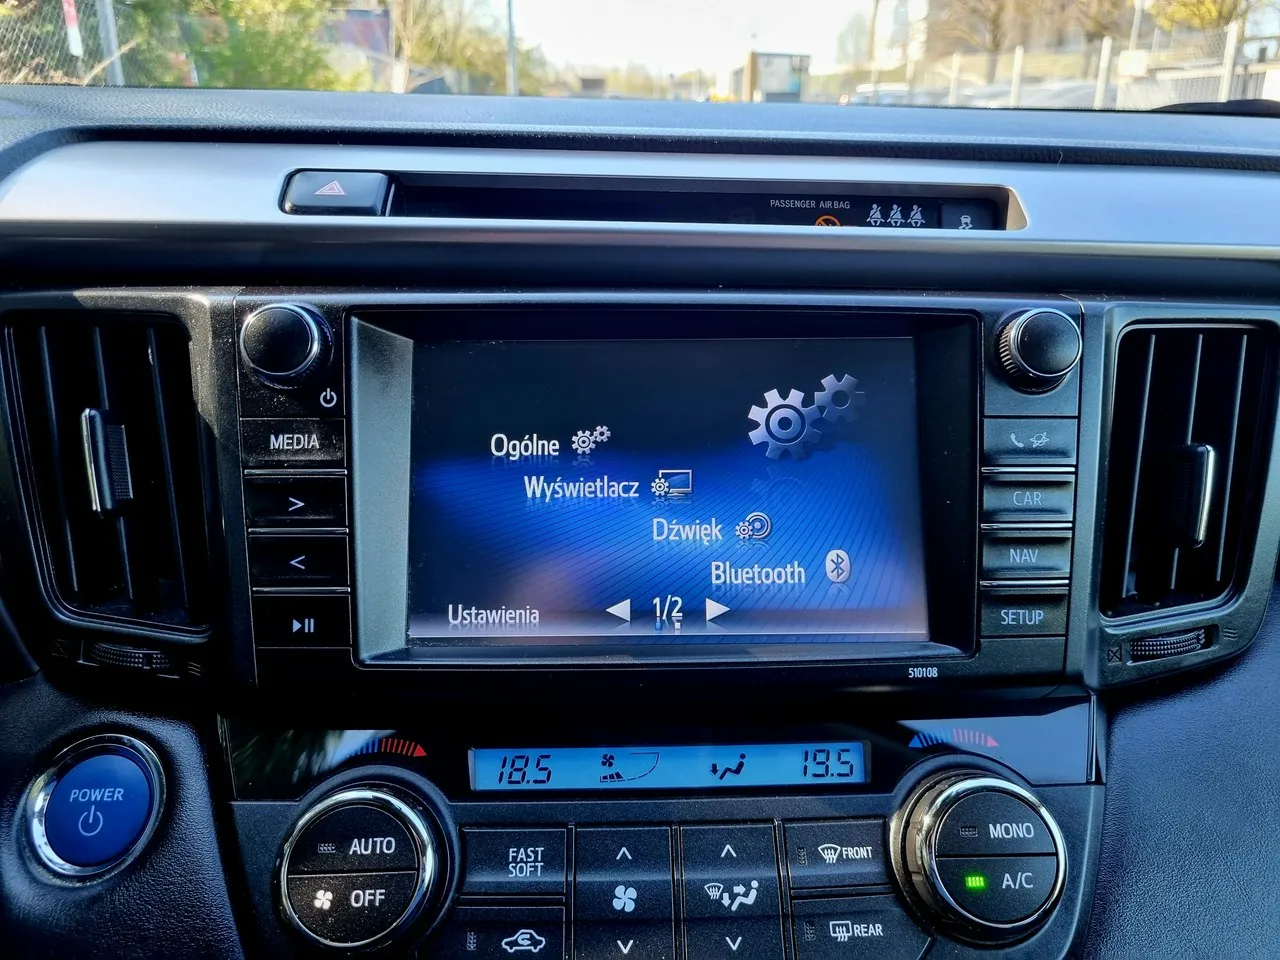 PASSENGER AIR BAG
MEDIA
>
<
Ogólne
Wyświetlacz
Dźwięk
Bluetooth
Ustawienia
1/2
CAR
NAV
SETUP
510108
18.5
19.5
POWER
AUTO
OFF
FAST
SOFT
FRONT
REAR
MONO
A/C